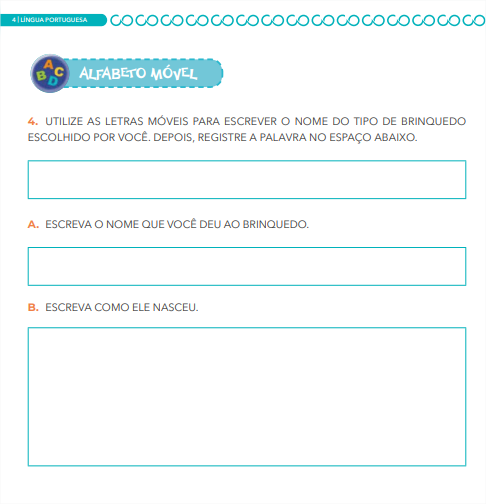 4 | LÍNGUA PORTUGUESA
A
B C
D
ALFABETO MÓVEL
4. UTILIZE AS LETRAS MÓVEIS PARA ESCREVER O NOME DO TIPO DE BRINQUEDO
ESCOLHIDO POR VOCÊ. DEPOIS, REGISTRE A PALAVRA NO ESPAÇO ABAIXO.
A. ESCREVA O NOME QUE VOCÊ DEU AO BRINQUEDO.
B. ESCREVA COMO ELE NASCEU.